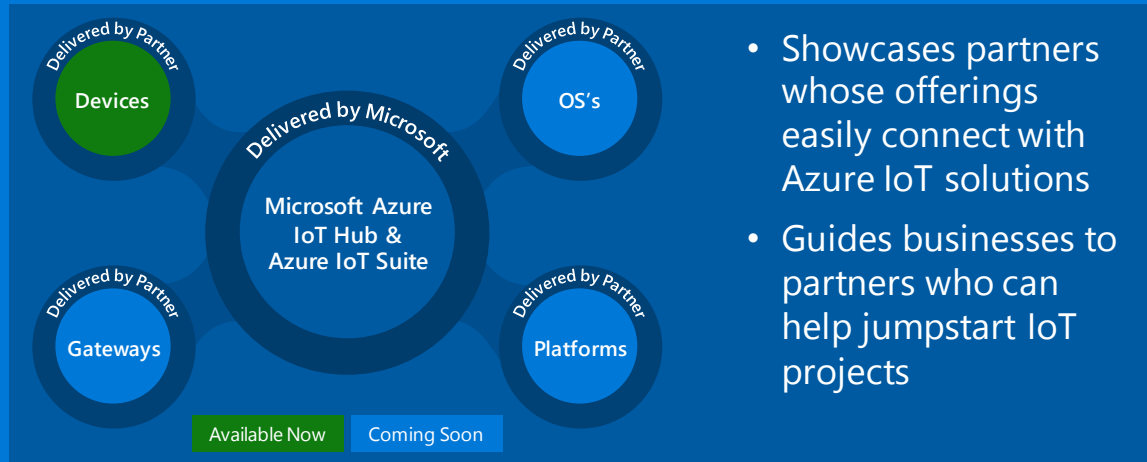 Delivered by Partner
Devices
Delivered by Partner
OS's
Delivered by Microsoft
Microsoft Azure
IoT Hub &
Azure IoT Suite
Delivered by Partner
Gateways
Delivered by Partner
Platforms
Available Now
Coming Soon
• Showcases partners
whose offerings
easily connect with
Azure IoT solutions
• Guides businesses to
partners who can
help jumpstart IoT
projects